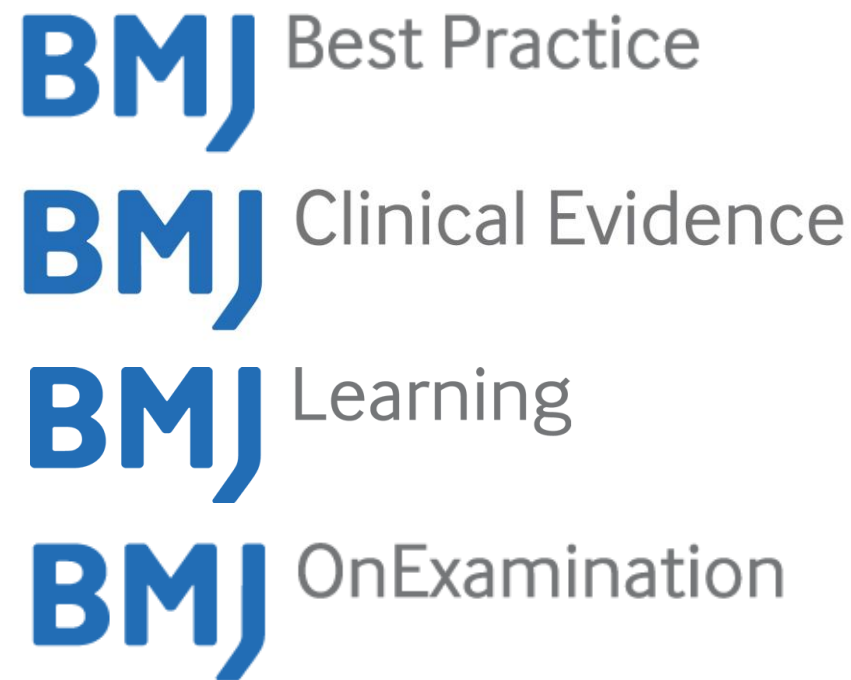 BMJ Best Practice
BMJ Clinical Evidence
BMJ Learning
BMJ OnExamination